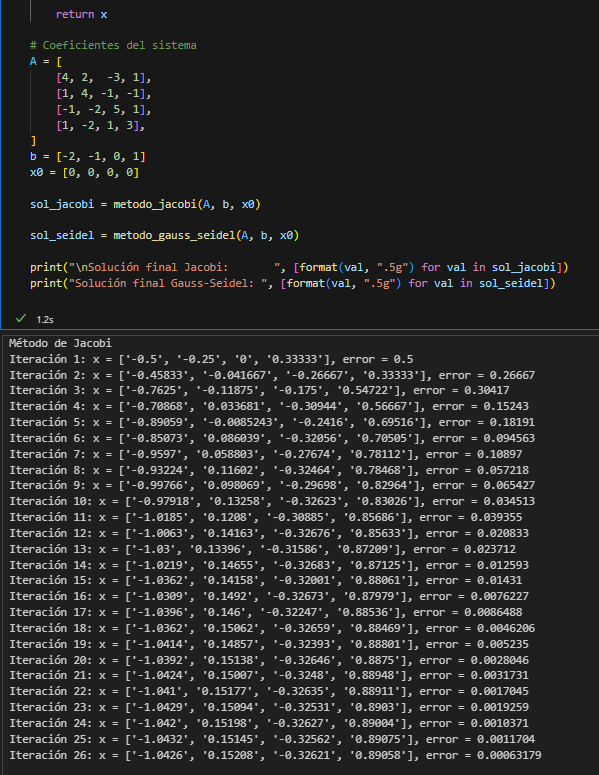 return x
# Coeficientes del sistema
A = [
[4, 2,  -3, 1],
[1, 4, -1, -1],
[-1, -2, 5, 1],
[1, -2, 1, 3],
]
b = [-2, -1, 0, 1]
x0 = [0, 0, 0, 0]
sol_jacobi = metodo_jacobi(A, b, x0)
sol_seidel = metodo_gauss_seidel(A, b, x0)
print("\nSolución final Jacobi:       ", [format(val, ".5g") for val in sol_jacobi])
print("Solución final Gauss-Seidel: ", [format(val, ".5g") for val in sol_seidel])
✓ 1.2s
Método de Jacobi
Iteración 1: x = ['-0.5', '-0.25', '0', '0.33333'], error = 0.5
Iteración 2: x = ['-0.45833', '-0.041667', '-0.26667', '0.33333'], error = 0.26667
Iteración 3: x = ['-0.7625', '-0.11875', '-0.175', '0.54722'], error = 0.30417
Iteración 4: x = ['-0.70868', '0.033681', '-0.30944', '0.56667'], error = 0.15243
Iteración 5: x = ['-0.89059', '-0.0085243', '-0.2416', '0.69516'], error = 0.18191
Iteración 6: x = ['-0.85073', '0.086039', '-0.32056', '0.70505'], error = 0.094563
Iteración 7: x = ['-0.9597', '0.058803', '-0.27674', '0.78112'], error = 0.10897
Iteración 8: x = ['-0.93224', '0.11602', '-0.32464', '0.78468'], error = 0.057218
Iteración 9: x = ['-0.99766', '0.098069', '-0.29698', '0.82964'], error = 0.065427
Iteración 10: x = ['-0.97918', '0.13258', '-0.32623', '0.83026'], error = 0.034513
Iteración 11: x = ['-1.0185', '0.1208', '-0.30885', '0.85686'], error = 0.039355
Iteración 12: x = ['-1.0063', '0.14163', '-0.32676', '0.85633'], error = 0.020833
Iteración 13: x = ['-1.03', '0.13396', '-0.31586', '0.87209'], error = 0.023712
Iteración 14: x = ['-1.0219', '0.14655', '-0.32683', '0.87125'], error = 0.012593
Iteración 15: x = ['-1.0362', '0.14158', '-0.32001', '0.88061'], error = 0.01431
Iteración 16: x = ['-1.0309', '0.1492', '-0.32673', '0.87979'], error = 0.0076227
Iteración 17: x = ['-1.0396', '0.146', '-0.32247', '0.88536'], error = 0.0086488
Iteración 18: x = ['-1.0362', '0.15062', '-0.32659', '0.88469'], error = 0.0046206
Iteración 19: x = ['-1.0414', '0.14857', '-0.32393', '0.88801'], error = 0.005235
Iteración 20: x = ['-1.0392', '0.15138', '-0.32646', '0.8875'], error = 0.0028046
Iteración 21: x = ['-1.0424', '0.15007', '-0.3248', '0.88948'], error = 0.0031731
Iteración 22: x = ['-1.041', '0.15177', '-0.32635', '0.88911'], error = 0.0017045
Iteración 23: x = ['-1.0429', '0.15094', '-0.32531', '0.8903'], error = 0.0019259
Iteración 24: x = ['-1.042', '0.15198', '-0.32627', '0.89004'], error = 0.0010371
Iteración 25: x = ['-1.0432', '0.15145', '-0.32562', '0.89075'], error = 0.0011704
Iteración 26: x = ['-1.0426', '0.15208', '-0.32621', '0.89058'], error = 0.00063179